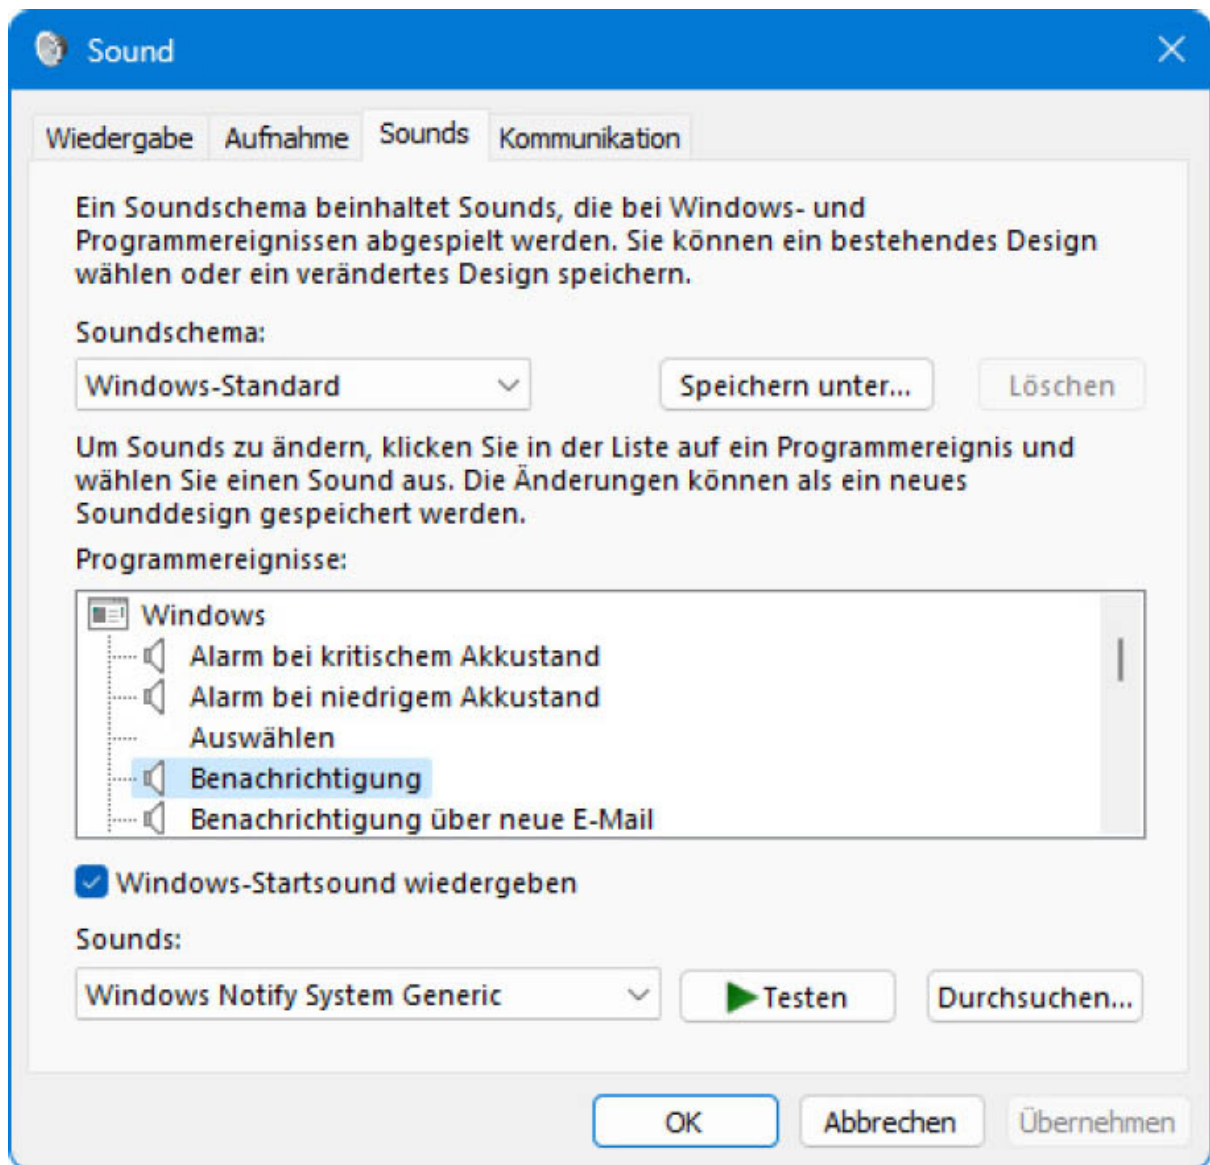 Sound
Wiedergabe Aufnahme Sounds Kommunikation
Ein Soundschema beinhaltet Sounds, die bei Windows- und
Programmereignissen abgespielt werden. Sie können ein bestehendes Design
wählen oder ein verändertes Design speichern.
Soundschema:
Windows-Standard Speichern unter... Löschen
Um Sounds zu ändern, klicken Sie in der Liste auf ein Programmereignis und
wählen Sie einen Sound aus. Die Änderungen können als ein neues
Sounddesign gespeichert werden.
Programmereignisse:
Windows
Alarm bei kritischem Akkustand
Alarm bei niedrigem Akkustand
Auswählen
Benachrichtigung
Benachrichtigung über neue E-Mail
Windows-Startsound wiedergeben
Sounds:
Windows Notify System Generic Testen Durchsuchen...
OK Abbrechen Übernehmen